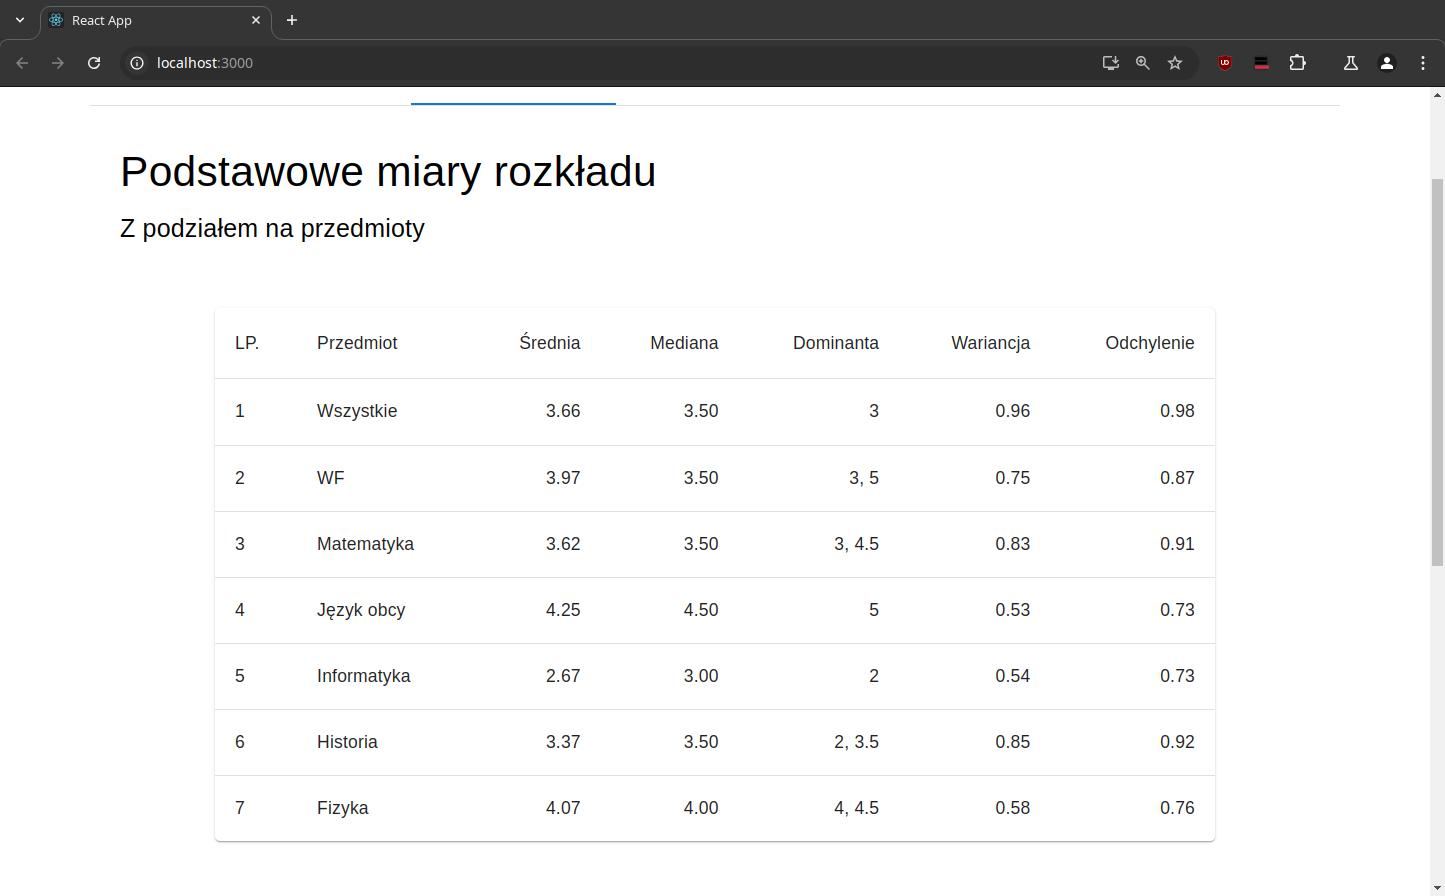 React App
localhost:3000
Podstawowe miary rozkładu
Z podziałem na przedmioty
LP. Przedmiot Średnia Mediana Dominanta Wariancja Odchylenie
1 Wszystkie 3.66 3.50 3 0.96 0.98
2 WF 3.97 3.50 3, 5 0.75 0.87
3 Matematyka 3.62 3.50 3, 4.5 0.83 0.91
4 Język obcy 4.25 4.50 5 0.53 0.73
5 Informatyka 2.67 3.00 2 0.54 0.73
6 Historia 3.37 3.50 2, 3.5 0.85 0.92
7 Fizyka 4.07 4.00 4, 4.5 0.58 0.76